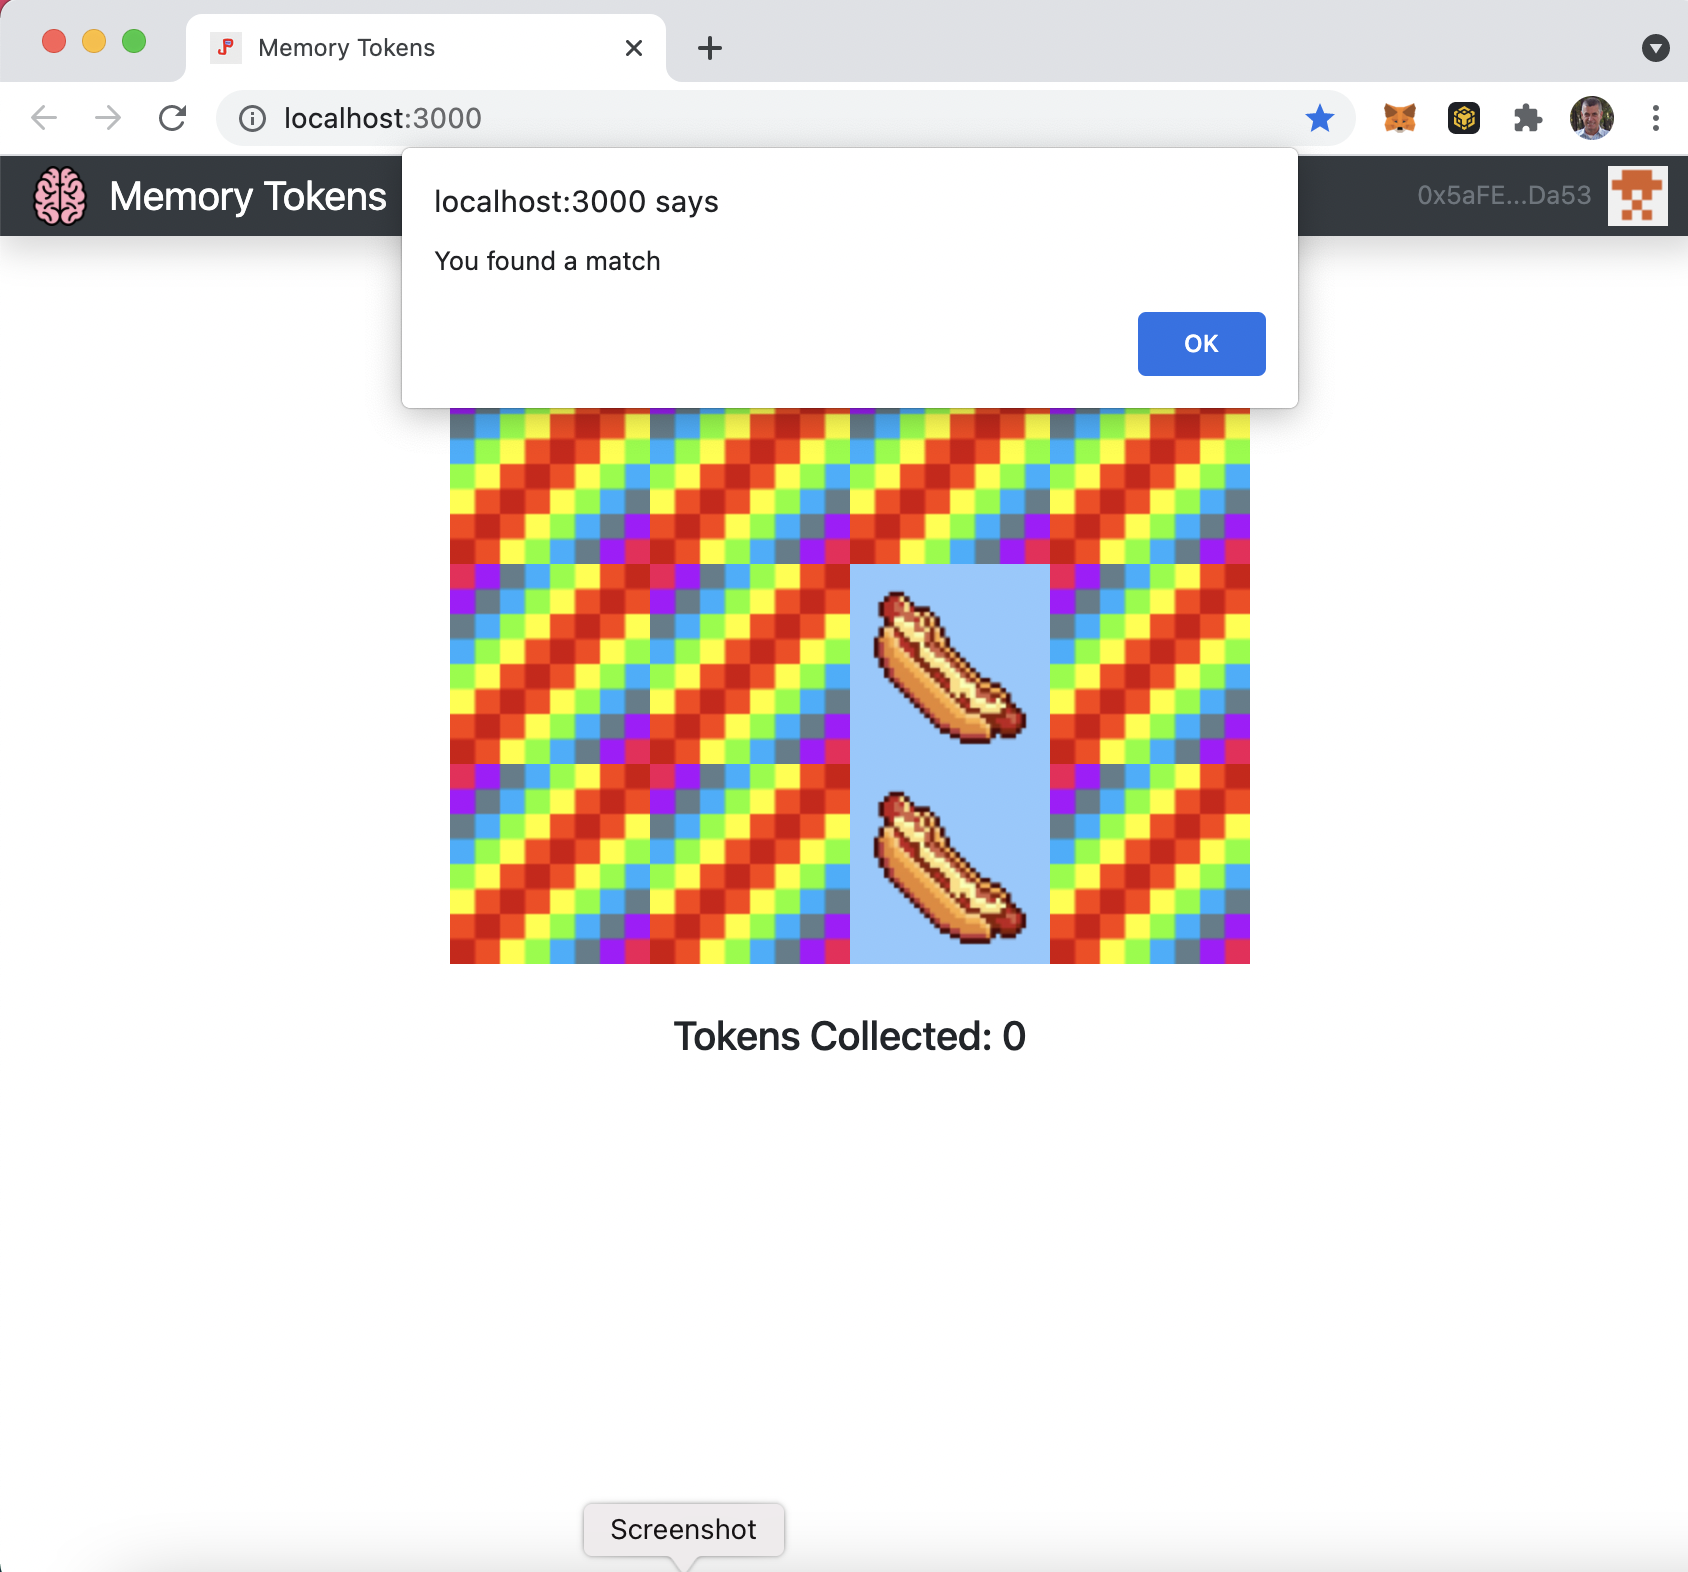 Memory Tokens
localhost:3000
Memory Tokens
0x5aFE...Da53
localhost:3000 says
You found a match
OK
Tokens Collected: 0
Screenshot